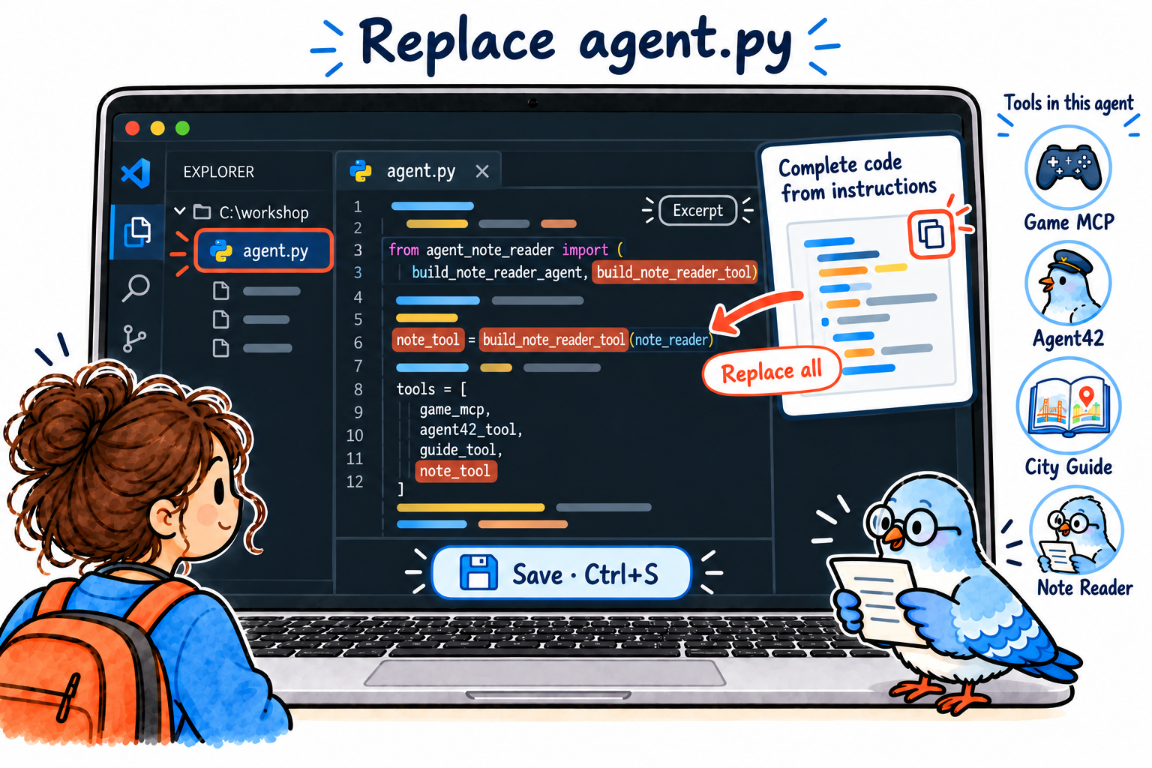 Replace agent.py
EXPLORER
C:\workshop
agent.py
agent.py
Excerpt
1
2
3 from agent_note_reader import (
3 build_note_reader_agent, build_note_reader_tool)
4
5
6 note_tool = build_note_reader_tool(note_reader)
7
8 tools = [
9 game_mcp,
10 agent42_tool,
11 guide_tool,
12 note_tool
]
Save · Ctrl+S
Complete code
from instructions
Replace all
Tools in this agent
Game MCP
Agent42
City Guide
Note Reader